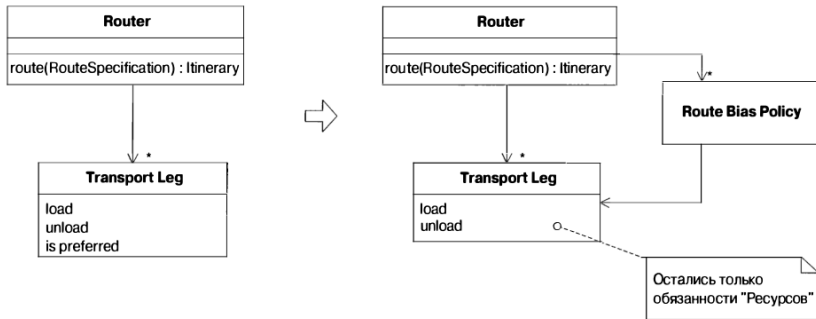 Router
route(RouteSpecification) : Itinerary
*
Transport Leg
load
unload
is preferred
Router
route(RouteSpecification) : Itinerary
*
Route Bias Policy
*
Transport Leg
load
unload
Остались только
обязанности "Ресурсов"